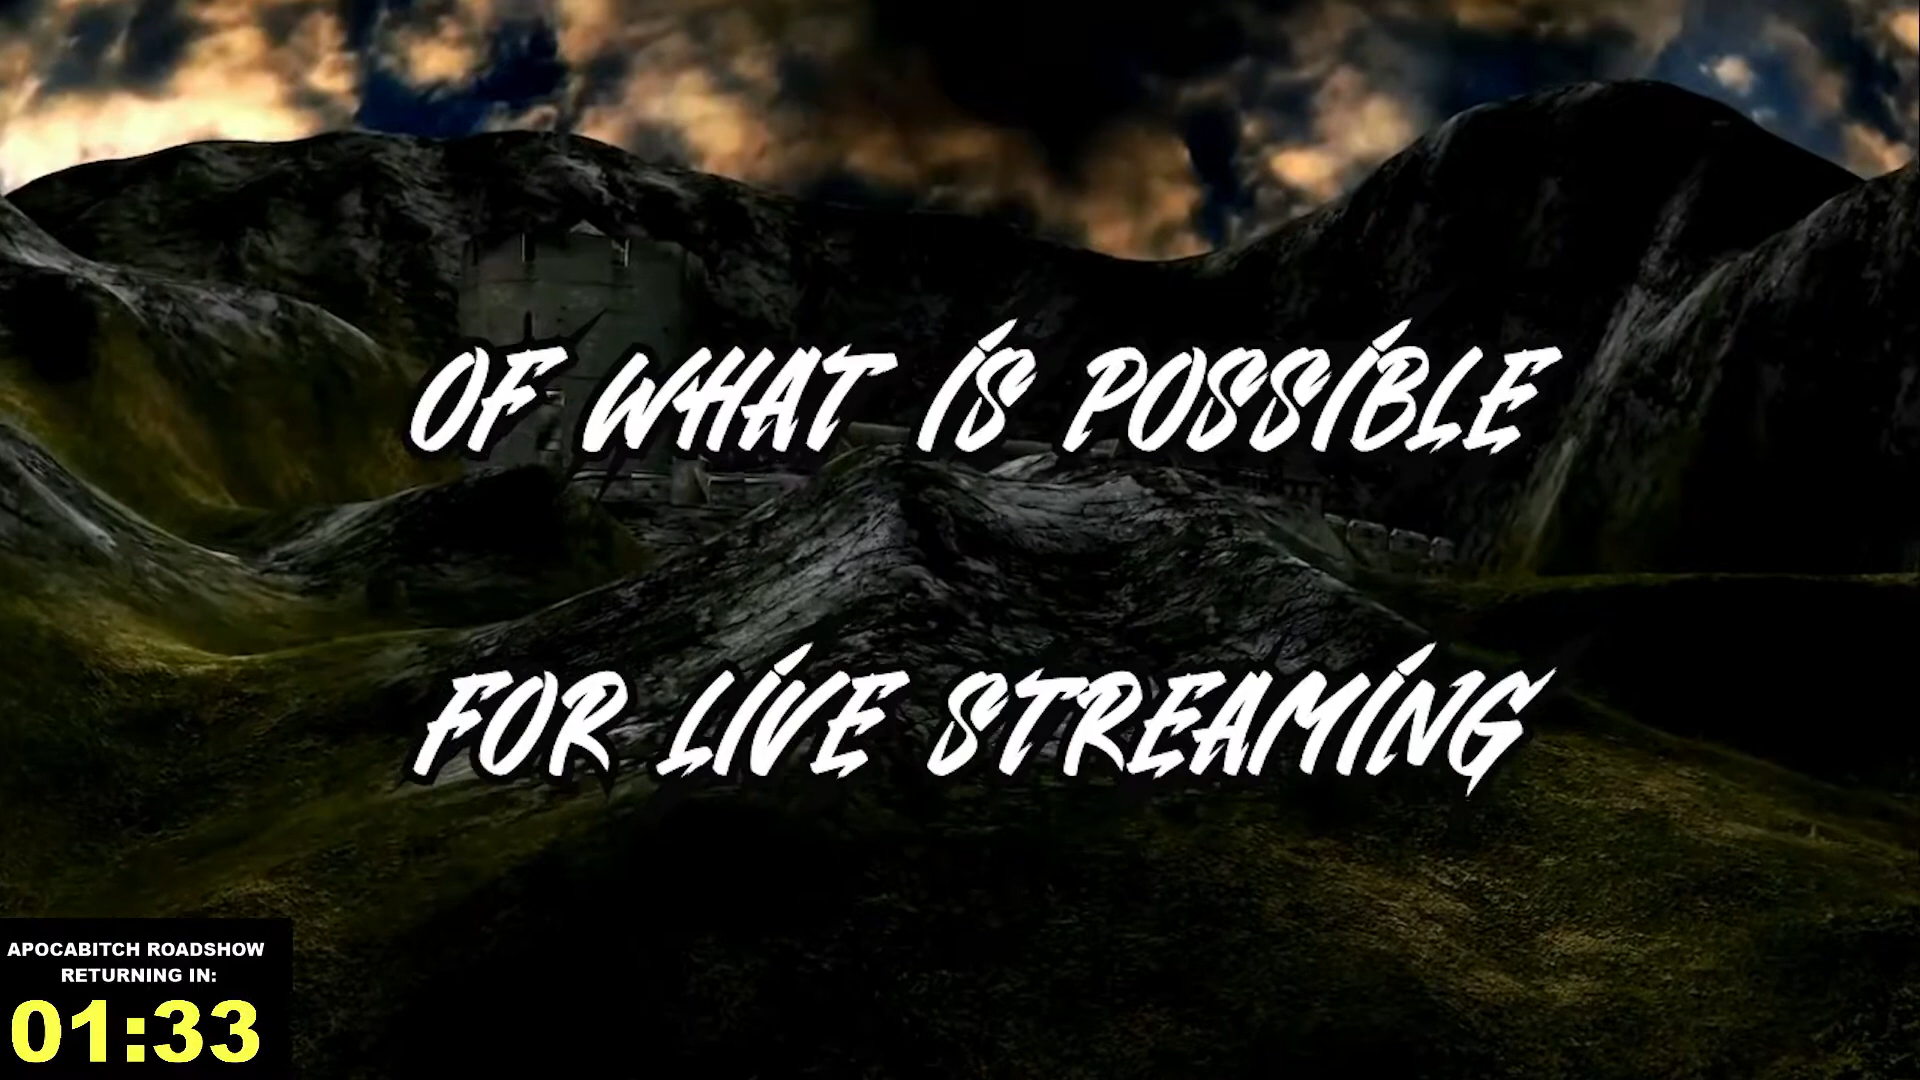 OF WHAT IS POSSIBLE
FOR LIVE STREAMING
APOCABITCH ROADSHOW
RETURNING IN:
01:33